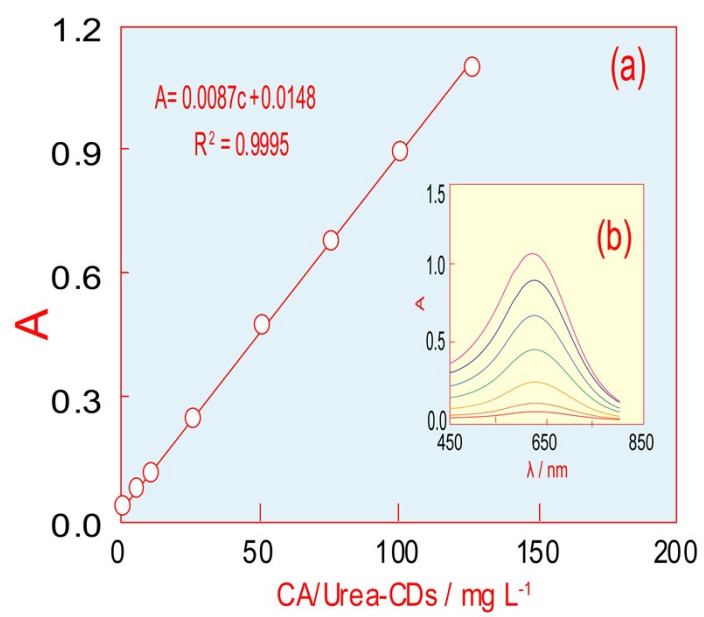 1.2
(a)
A= 0.0087c+0.0148
R² = 0.9995
0.9
0.6
0.3
0.0
A
0
50
100
150
200
CA/Urea-CDs / mg L⁻¹
1.5
(b)
1.0
A
0.5
0.0
450
650
850
λ / nm